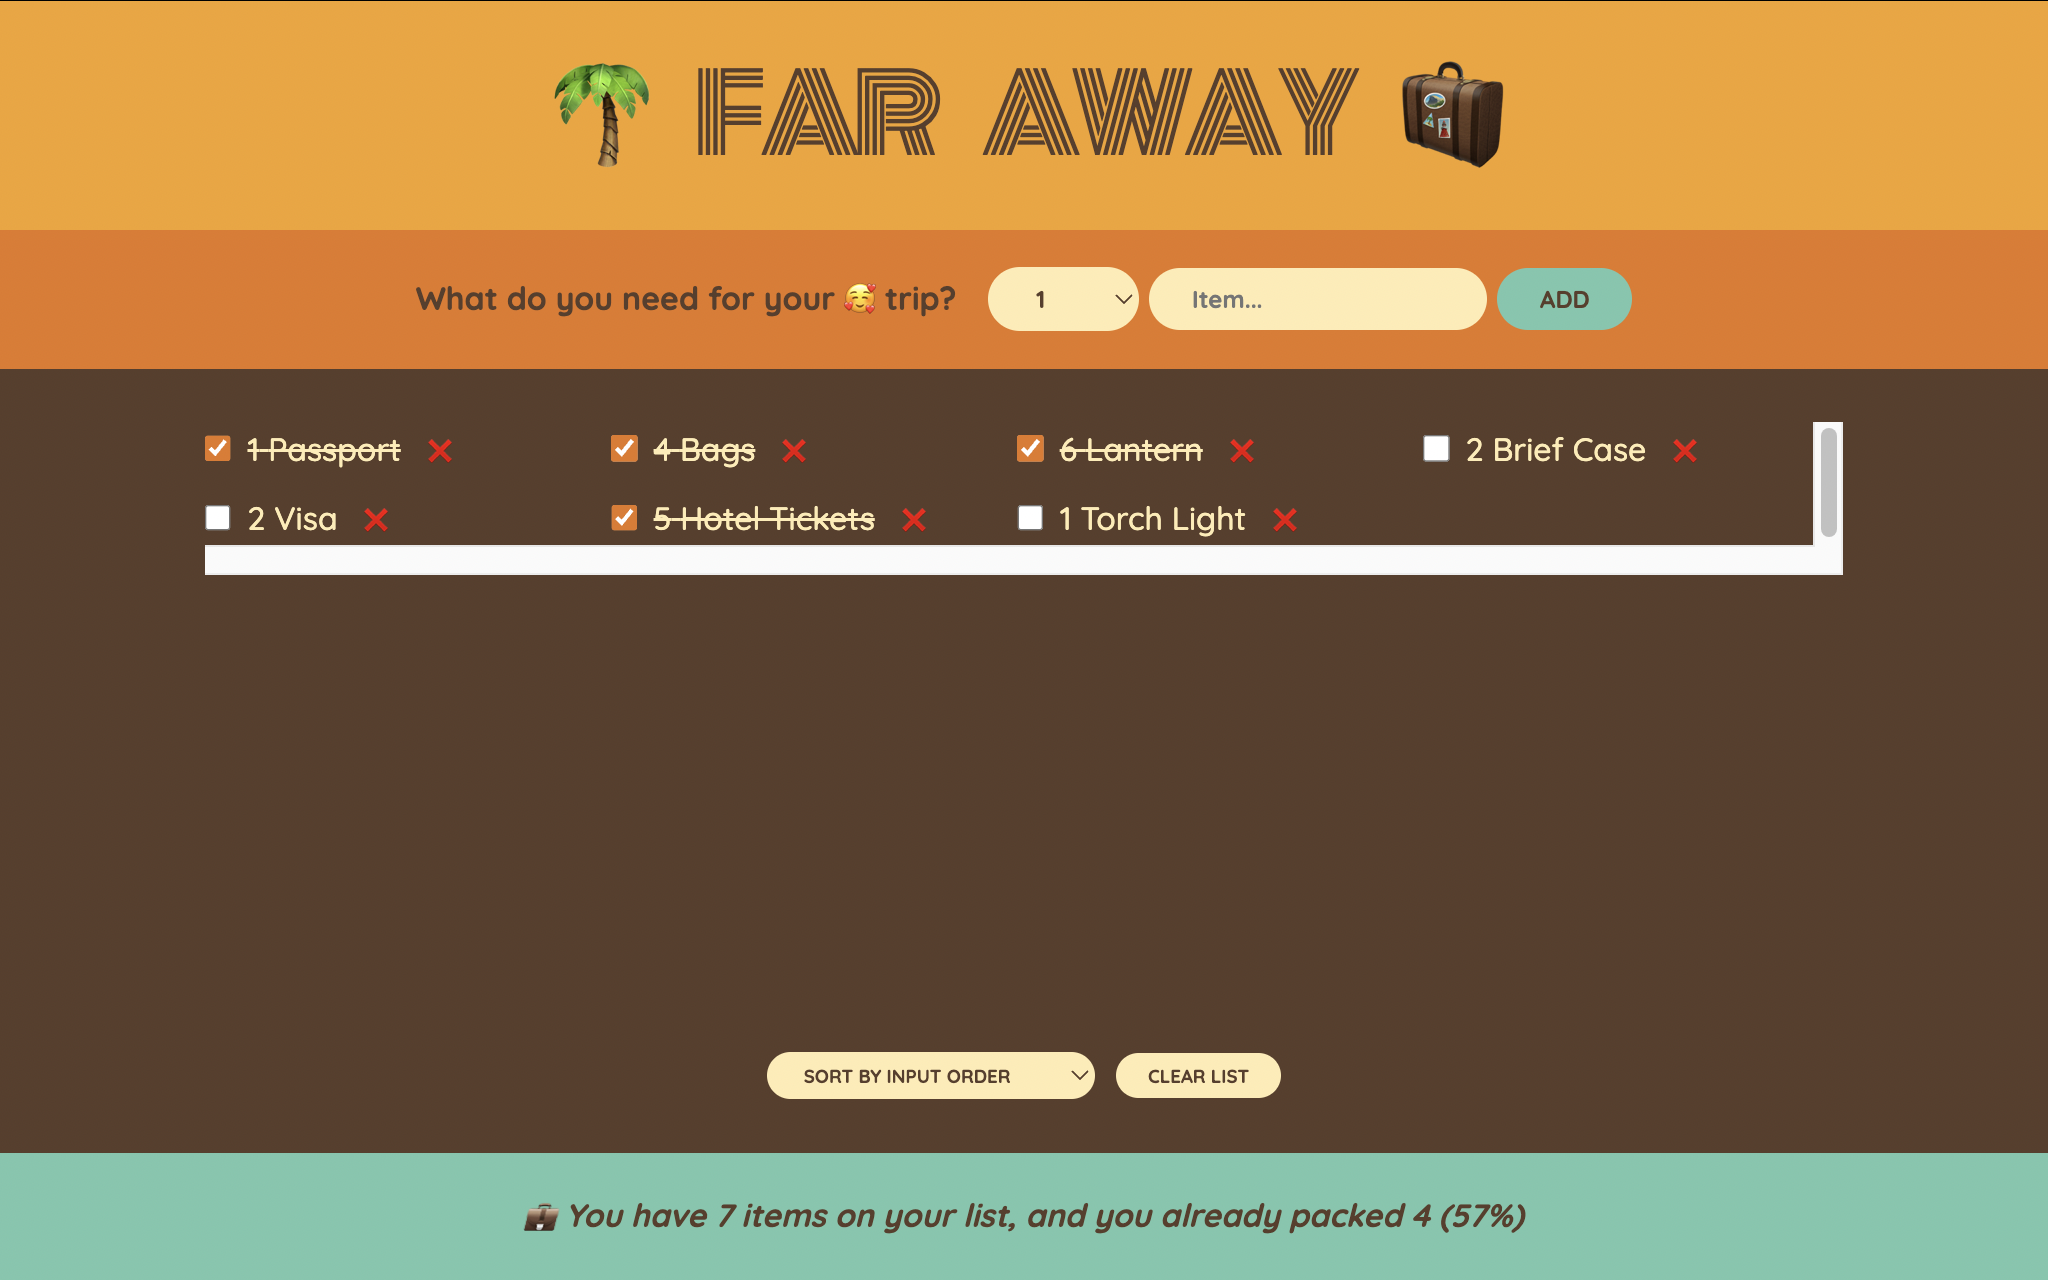 FAR AWAY
What do you need for your 🥰 trip? 1 Item... ADD
1 Passport ❌ 4 Bags ❌ 6 Lantern ❌ 2 Brief Case ❌
2 Visa ❌ 5 Hotel Tickets ❌ 1 Torch Light ❌
SORT BY INPUT ORDER CLEAR LIST
💼 You have 7 items on your list, and you already packed 4 (57%)